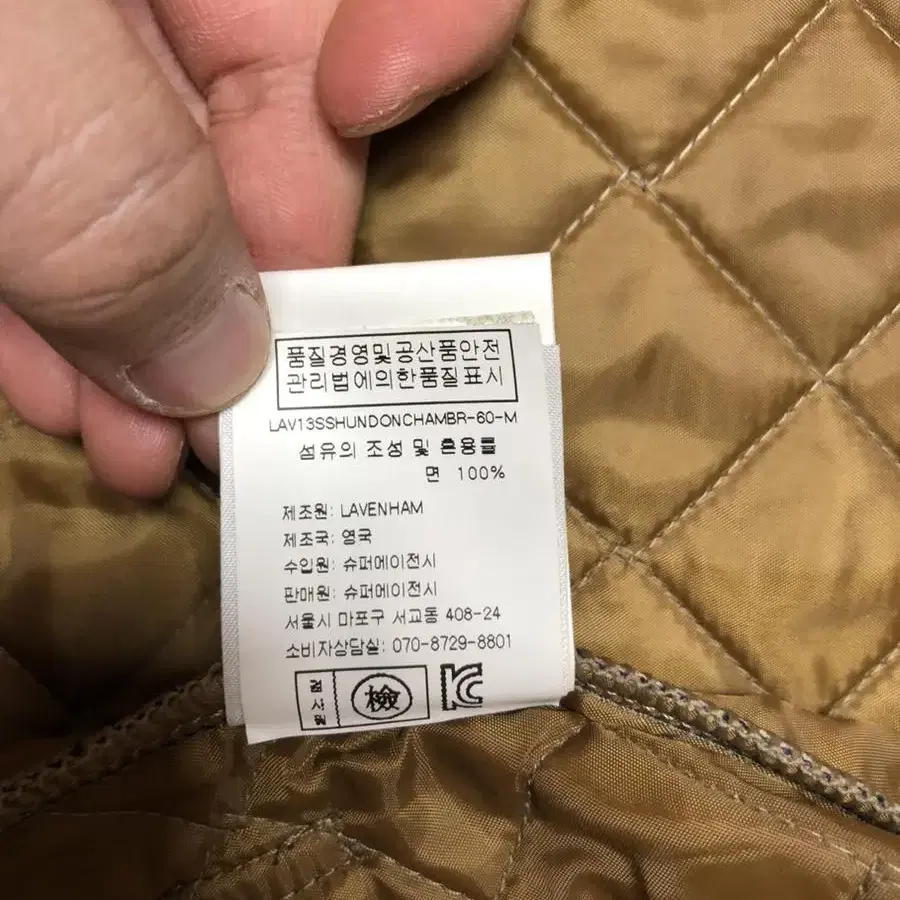 품질경영및공산품안전
관리법에의한품질표시
LAV13SSHUNDONCHAMBR-60-M
섬유의 조성 및 혼용률
면 100%
제조원: LAVENHAM
제조국: 영국
수입원: 슈퍼에이전시
판매원: 슈퍼에이전시
서울시 마포구 서교동 408-24
소비자상담실: 070-8729-8801
검사원
檢